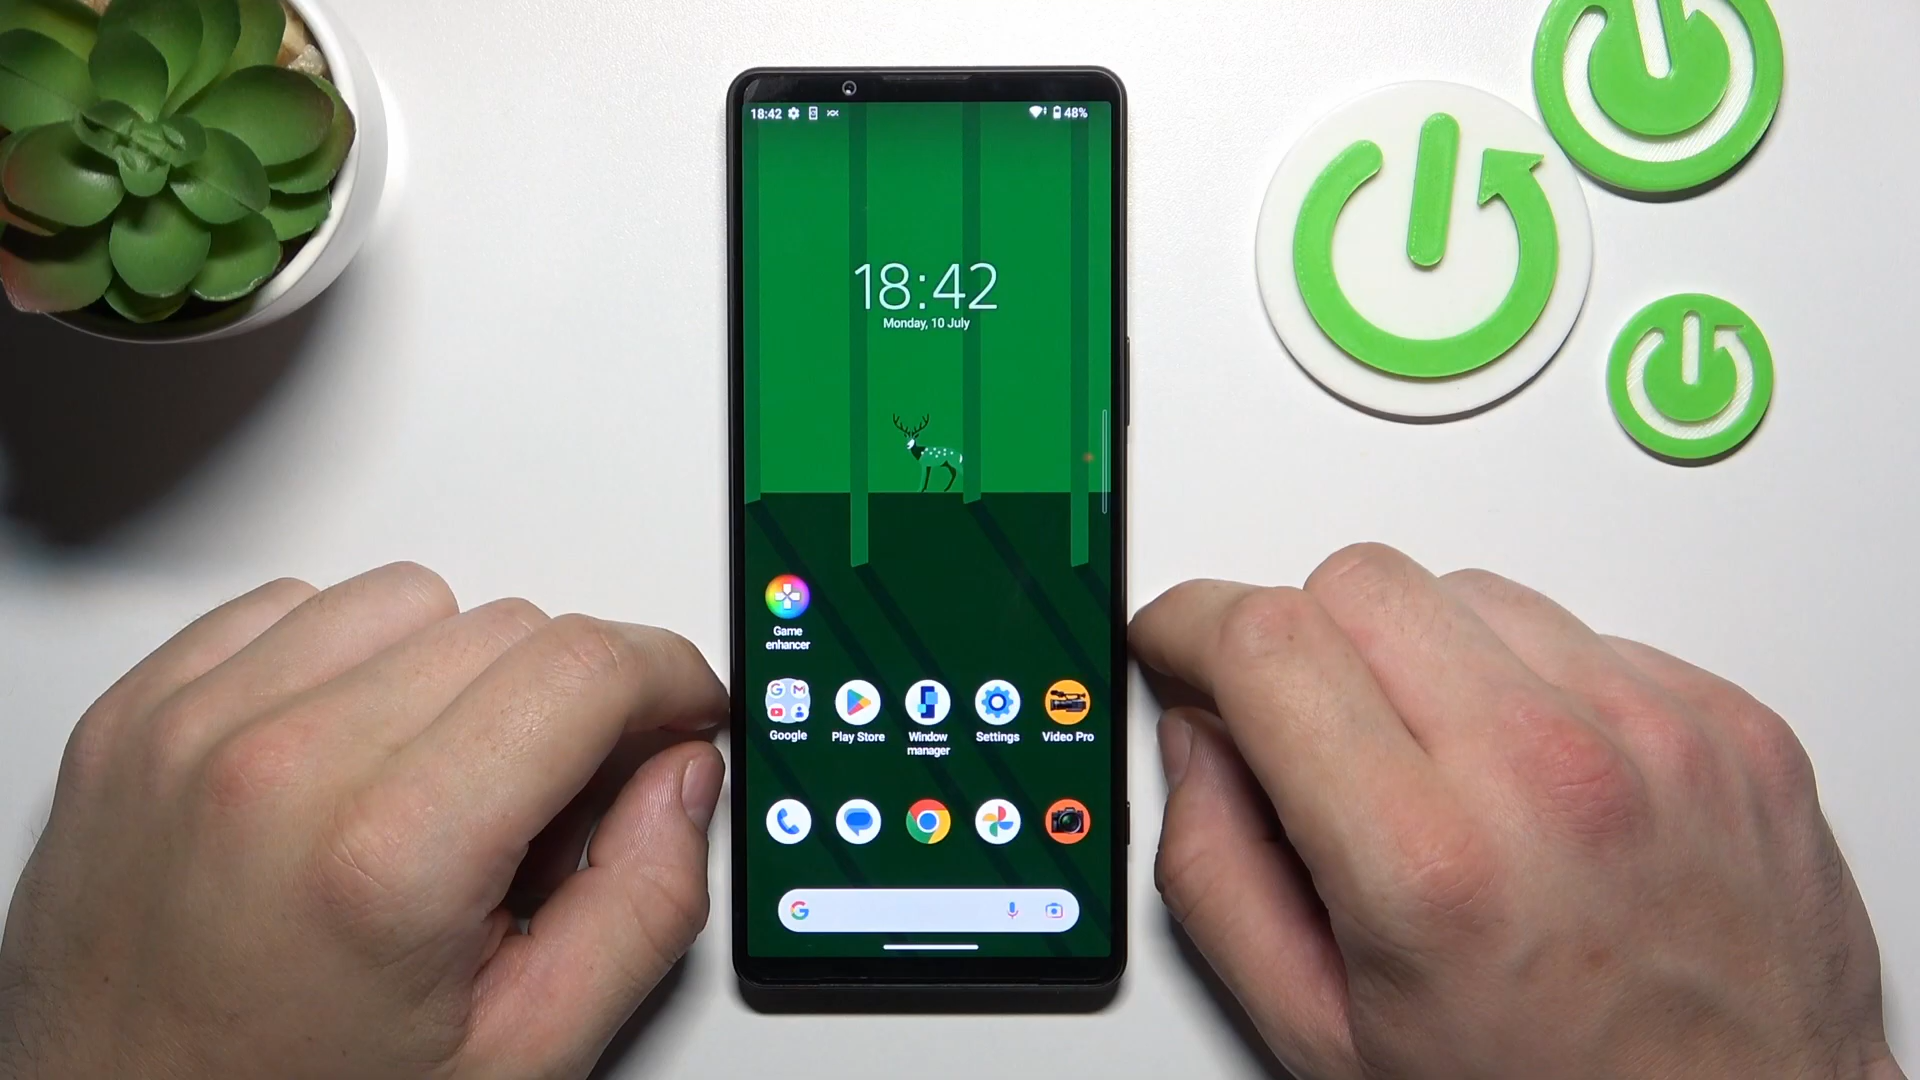 18:42
48%
18:42
Monday, 10 July
Game
enhancer
Google
Play Store
Window
manager
Settings
Video Pro